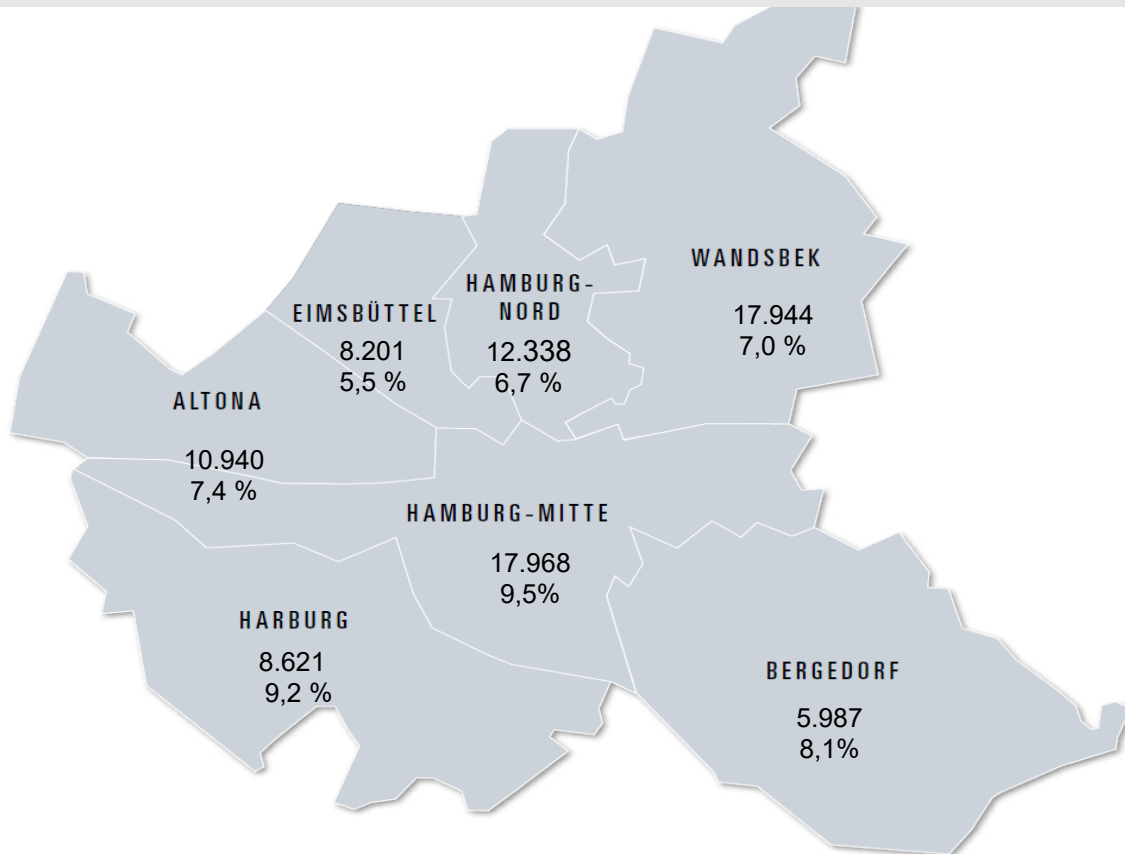 WANDSBEK
17.944
7,0 %
HAMBURG-
NORD
12.338
6,7 %
EIMSBÜTTEL
8.201
5,5 %
ALTONA
10.940
7,4 %
HAMBURG-MITTE
17.968
9,5%
HARBURG
8.621
9,2 %
BERGEDORF
5.987
8,1%